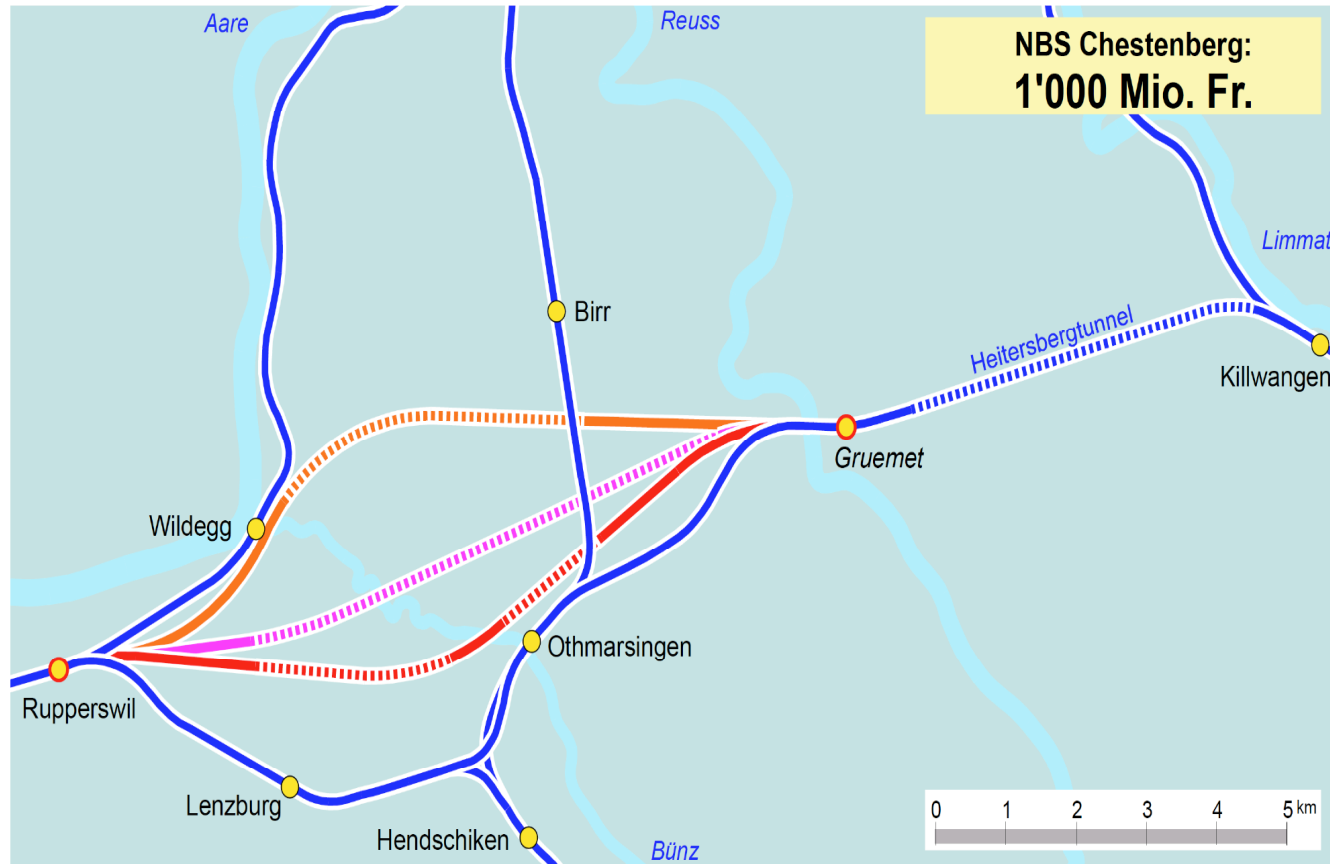 Aare
Reuss
NBS Chestenberg:
1'000 Mio. Fr.
Limmat
Birr
Heitersbergtunnel
Killwangen
Gruemet
Wildegg
Othmarsingen
Rupperswil
Lenzburg
Hendschiken
Bünz
0 1 2 3 4 5 km